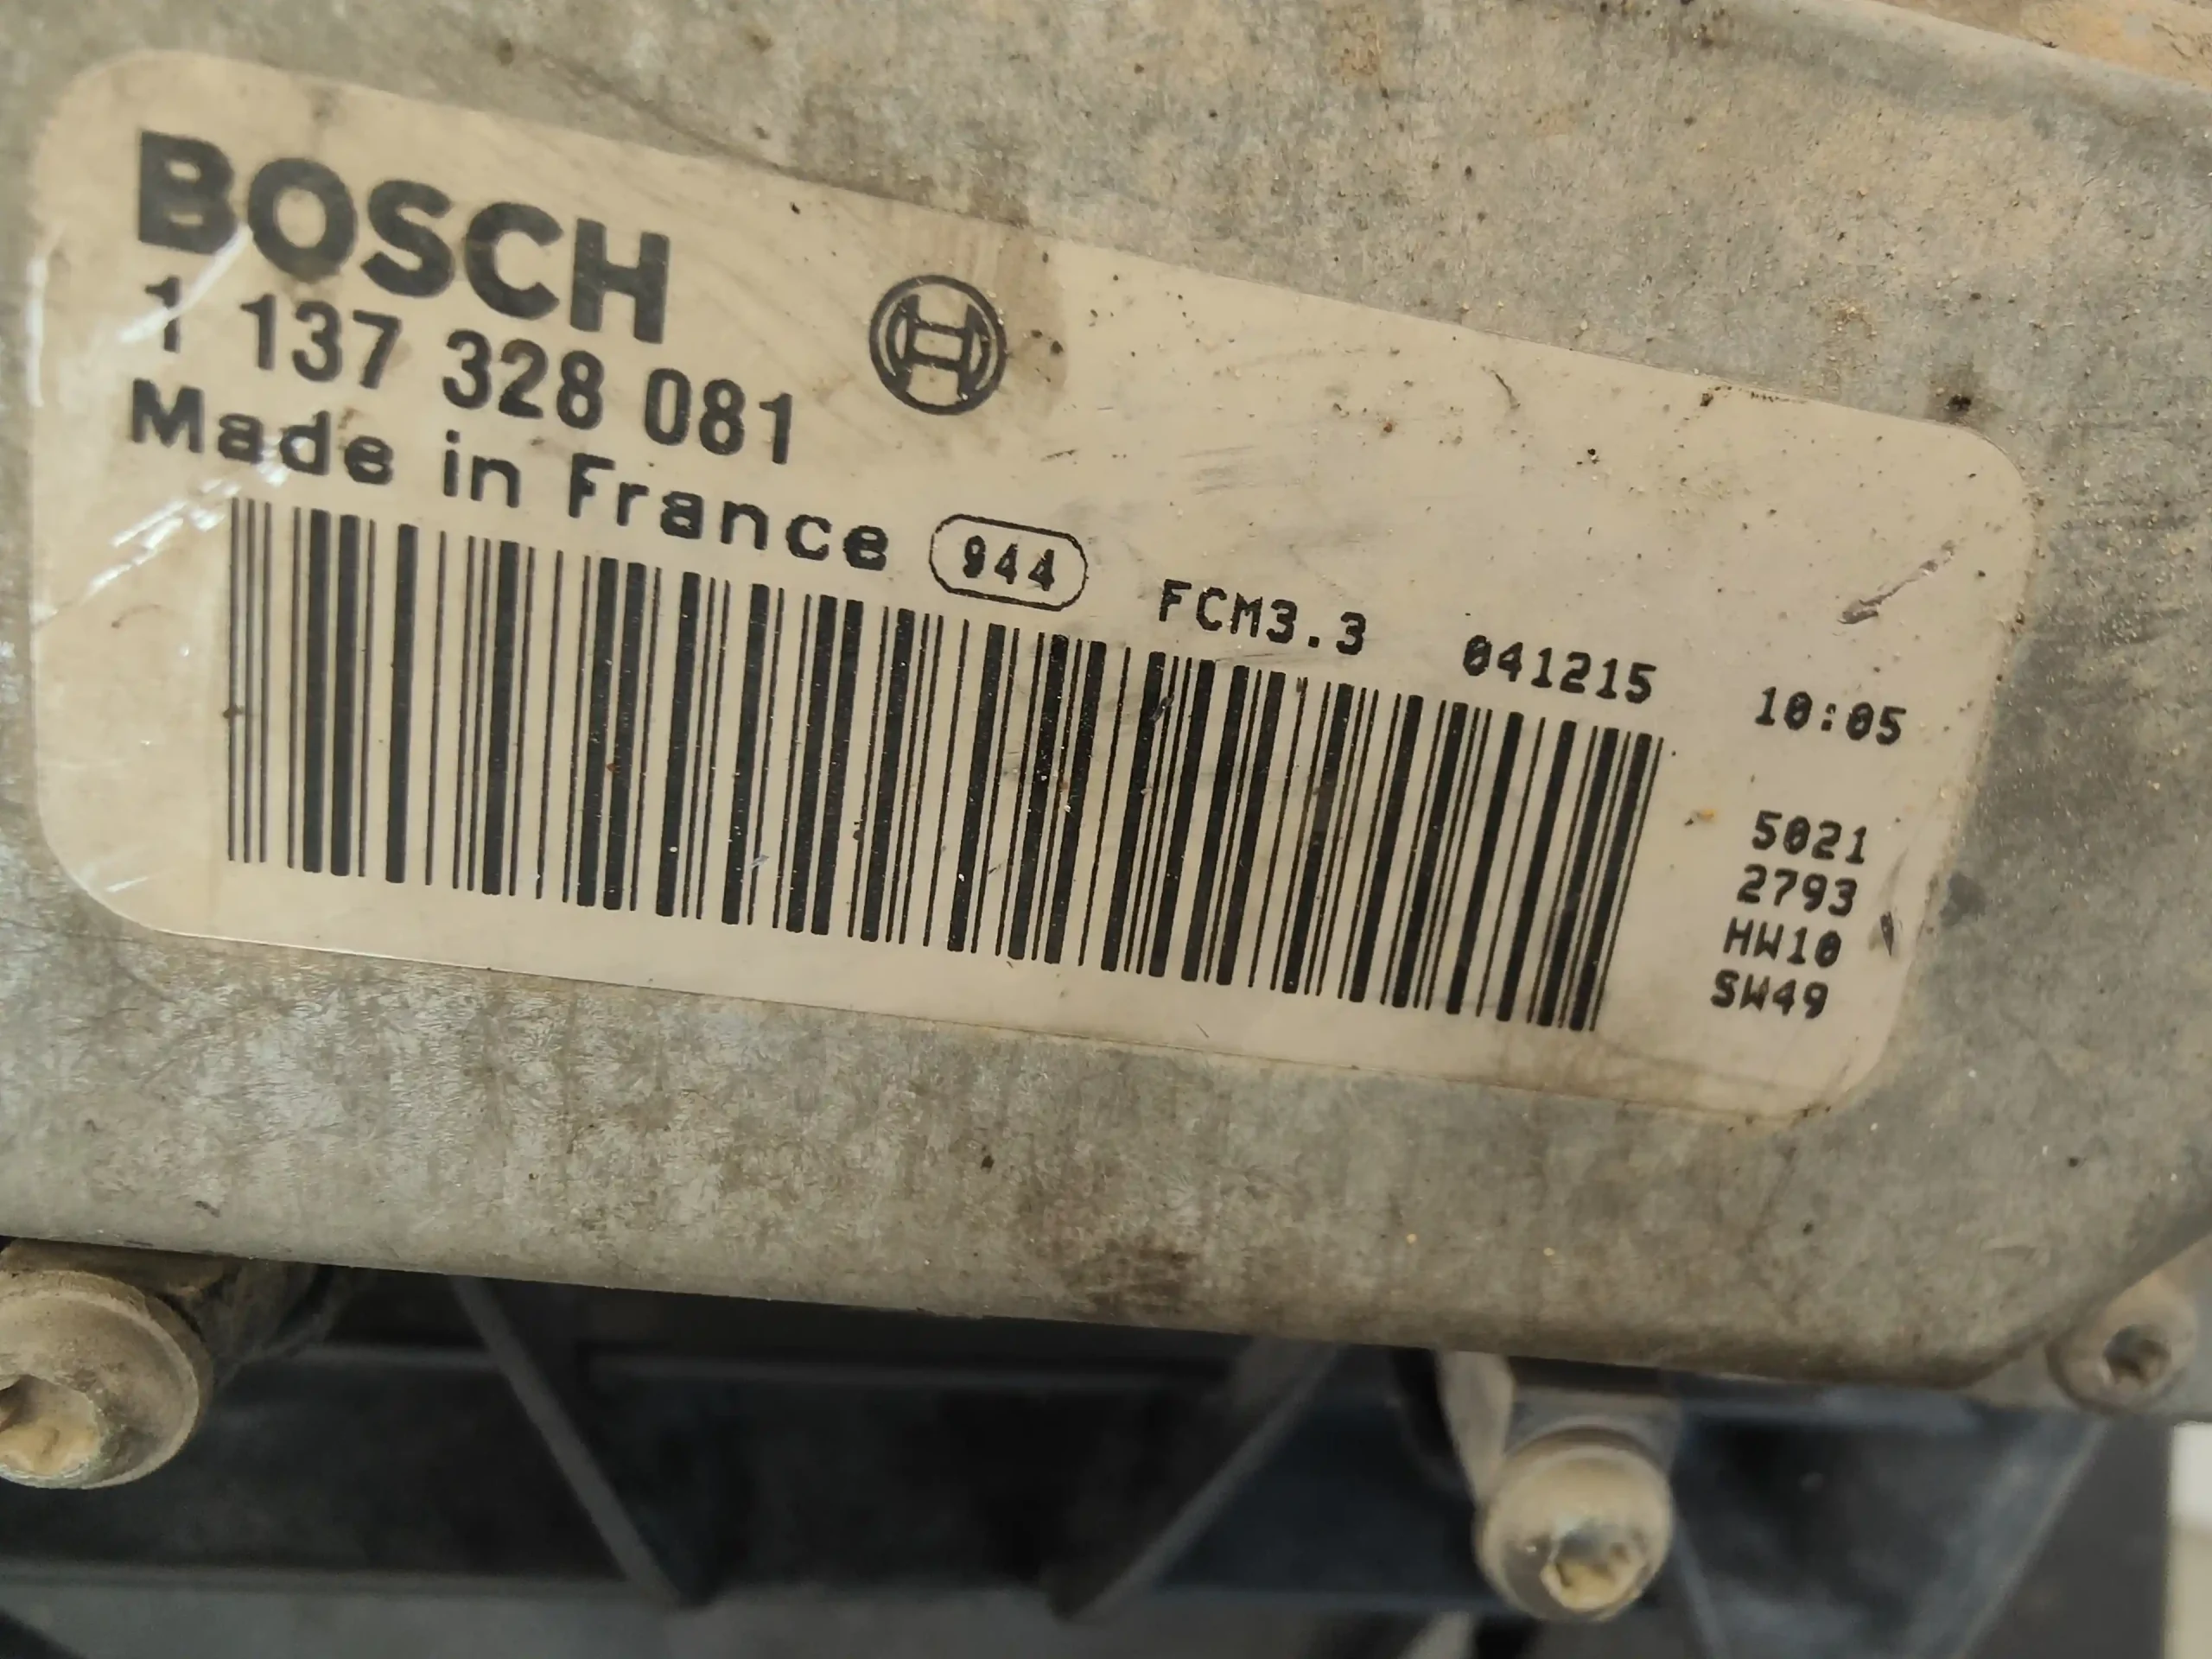 BOSCH
1 137 328 081
Made in France 944 FCM3.3 041215 10:05
5021
2793
HW10
SW49